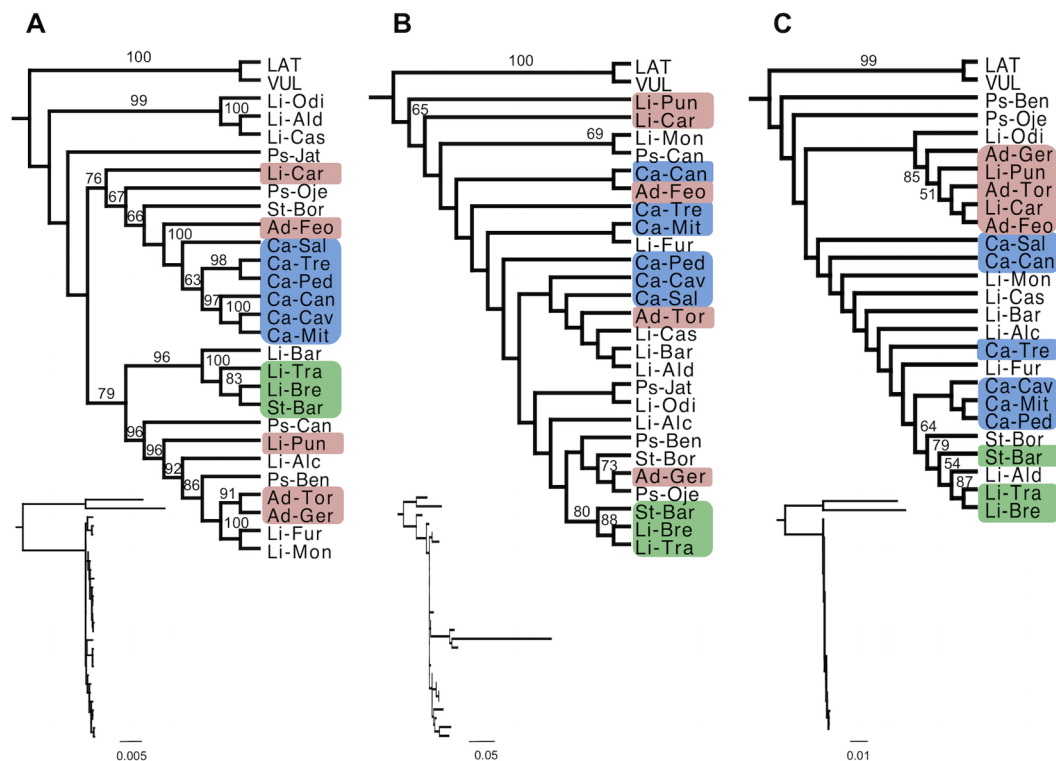 A
100
LAT
VUL
99
Li-Odi
100
Li-Ald
Li-Cas
Ps-Jat
76
Li-Car
67
Ps-Oje
66
St-Bor
Ad-Feo
100
Ca-Sal
98
Ca-Tre
63
Ca-Ped
97
Ca-Can
100
Ca-Cav
Ca-Mit
96
Li-Bar
100
Li-Tra
79
83
Li-Bre
St-Bar
96
Ps-Can
96
Li-Pun
92
Li-Alc
86
Ps-Ben
91
Ad-Tor
Ad-Ger
100
Li-Fur
Li-Mon
0.005
B
100
LAT
VUL
65
Li-Pun
Li-Car
69
Li-Mon
Ps-Can
Ca-Can
Ad-Feo
Ca-Tre
Ca-Mit
Li-Fur
Ca-Ped
Ca-Cav
Ca-Sal
Ad-Tor
Li-Cas
Li-Bar
Li-Ald
Ps-Jat
Li-Odi
Li-Alc
Ps-Ben
St-Bor
73
Ad-Ger
Ps-Oje
80
St-Bar
88
Li-Bre
Li-Tra
0.05
C
99
LAT
VUL
Ps-Ben
Ps-Oje
Li-Odi
Ad-Ger
85
Li-Pun
51
Ad-Tor
Li-Car
Ad-Feo
Ca-Sal
Ca-Can
Li-Mon
Li-Cas
Li-Bar
Li-Alc
Ca-Tre
Li-Fur
Ca-Cav
Ca-Mit
Ca-Ped
64
St-Bor
79
St-Bar
54
Li-Ald
87
Li-Tra
Li-Bre
0.01